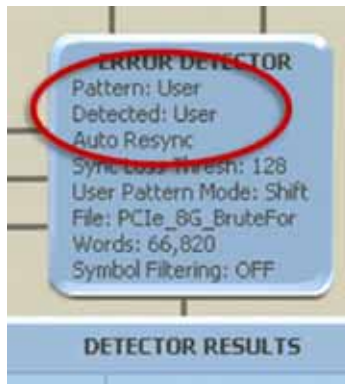 ERROR DETECTOR
Pattern: User
Detected: User
Auto Resync
Sync Loss Thresh: 128
User Pattern Mode: Shift
File: PCIe_8G_BruteFor
Words: 66,820
Symbol Filtering: OFF
DETECTOR RESULTS